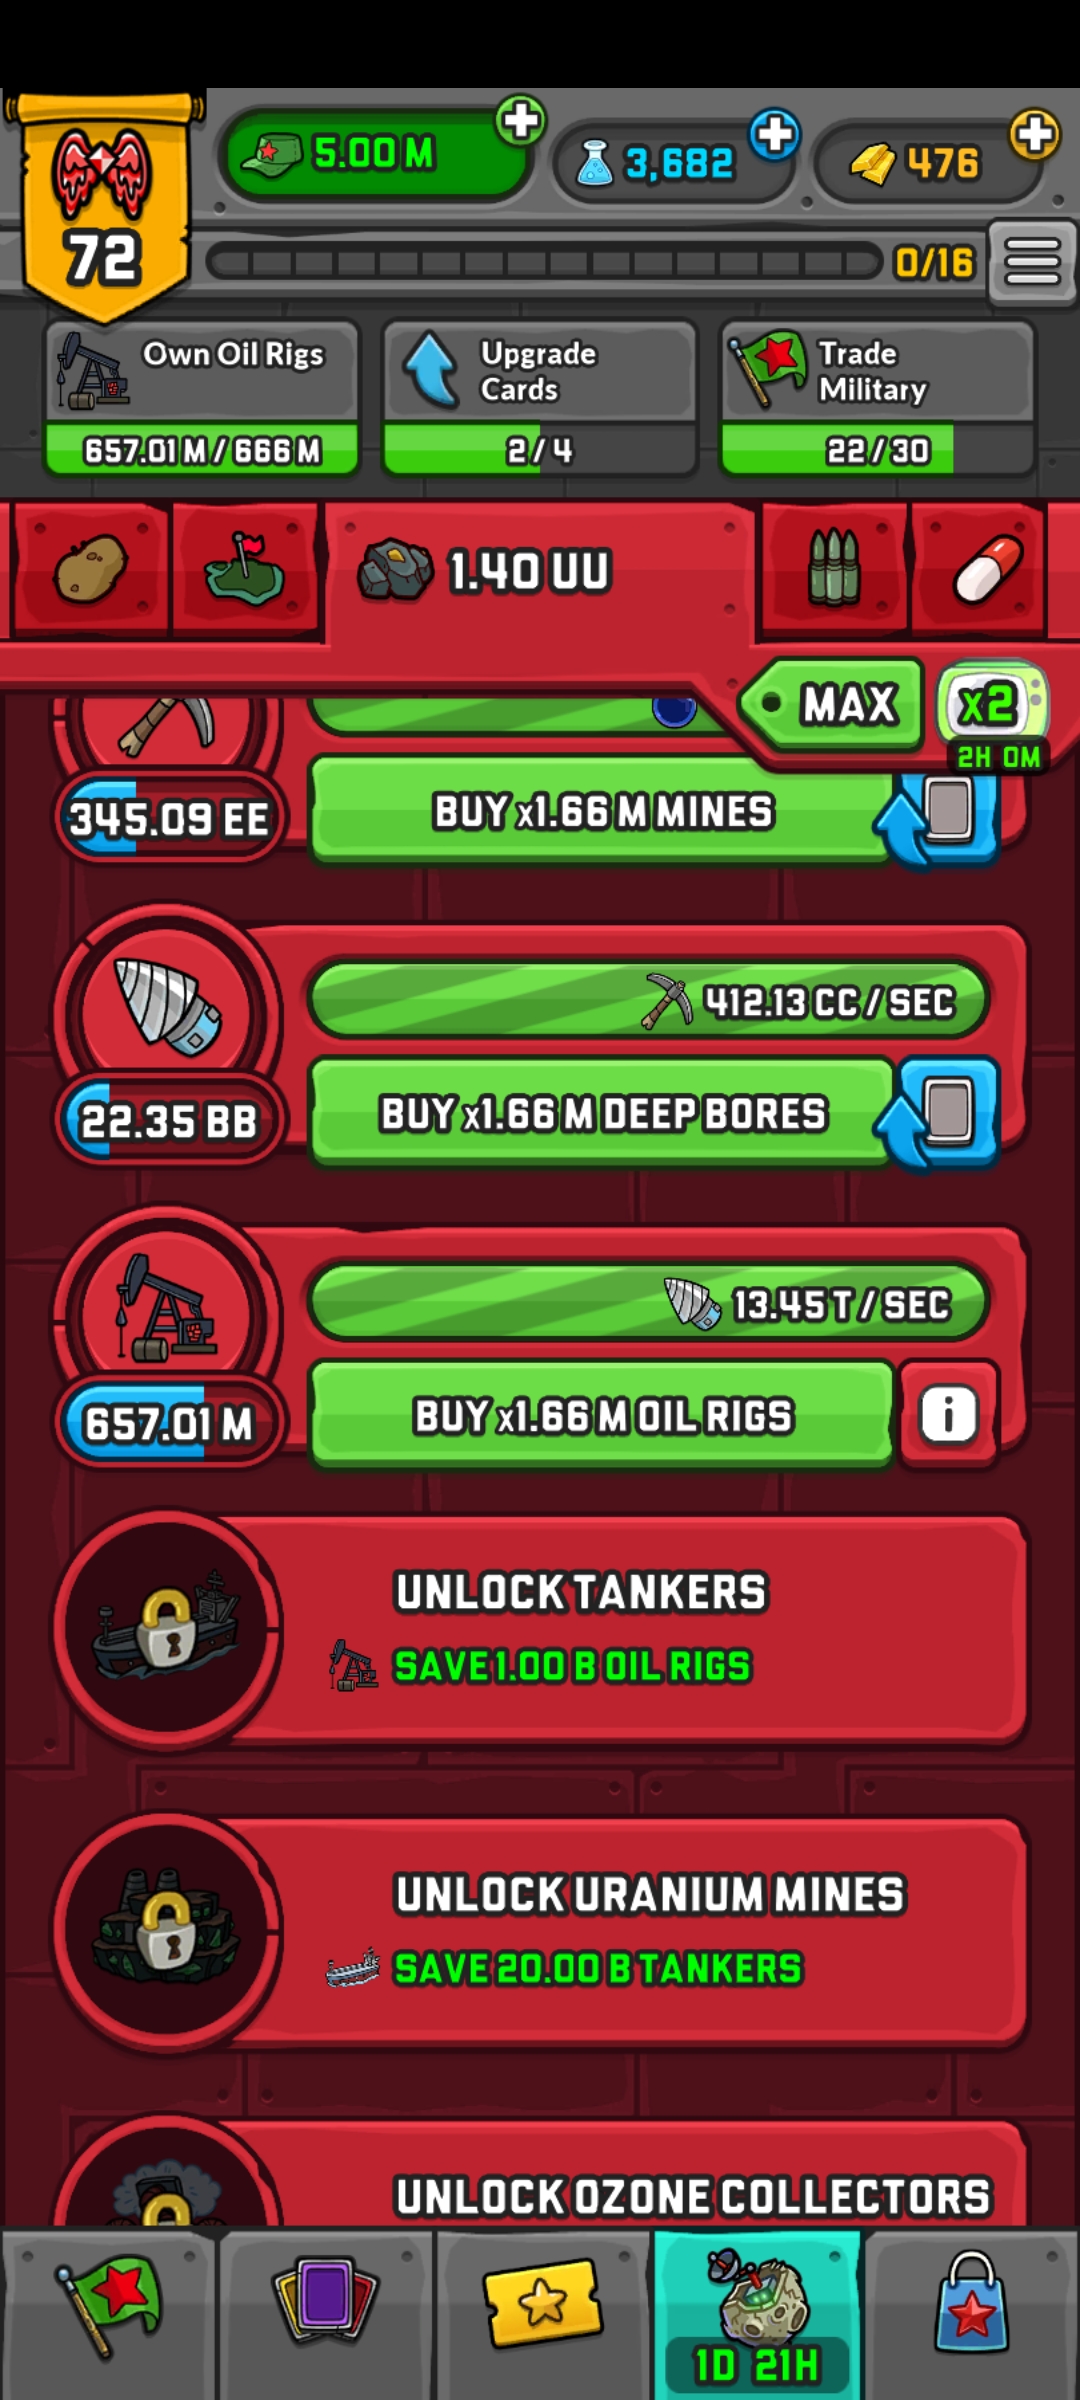 5.00 M
3,682
476
72
0/16
Own Oil Rigs
657.01 M / 666 M
Upgrade
Cards
2 / 4
Trade
Military
22 / 30
1.40 UU
MAX
x2
2H 0M
345.09 EE
BUY x1.66 M MINES
412.13 CC / SEC
22.35 BB
BUY x1.66 M DEEP BORES
13.45 T / SEC
657.01 M
BUY x1.66 M OIL RIGS
i
UNLOCK TANKERS
SAVE 1.00 B OIL RIGS
UNLOCK URANIUM MINES
SAVE 20.00 B TANKERS
UNLOCK OZONE COLLECTORS
1D 21H